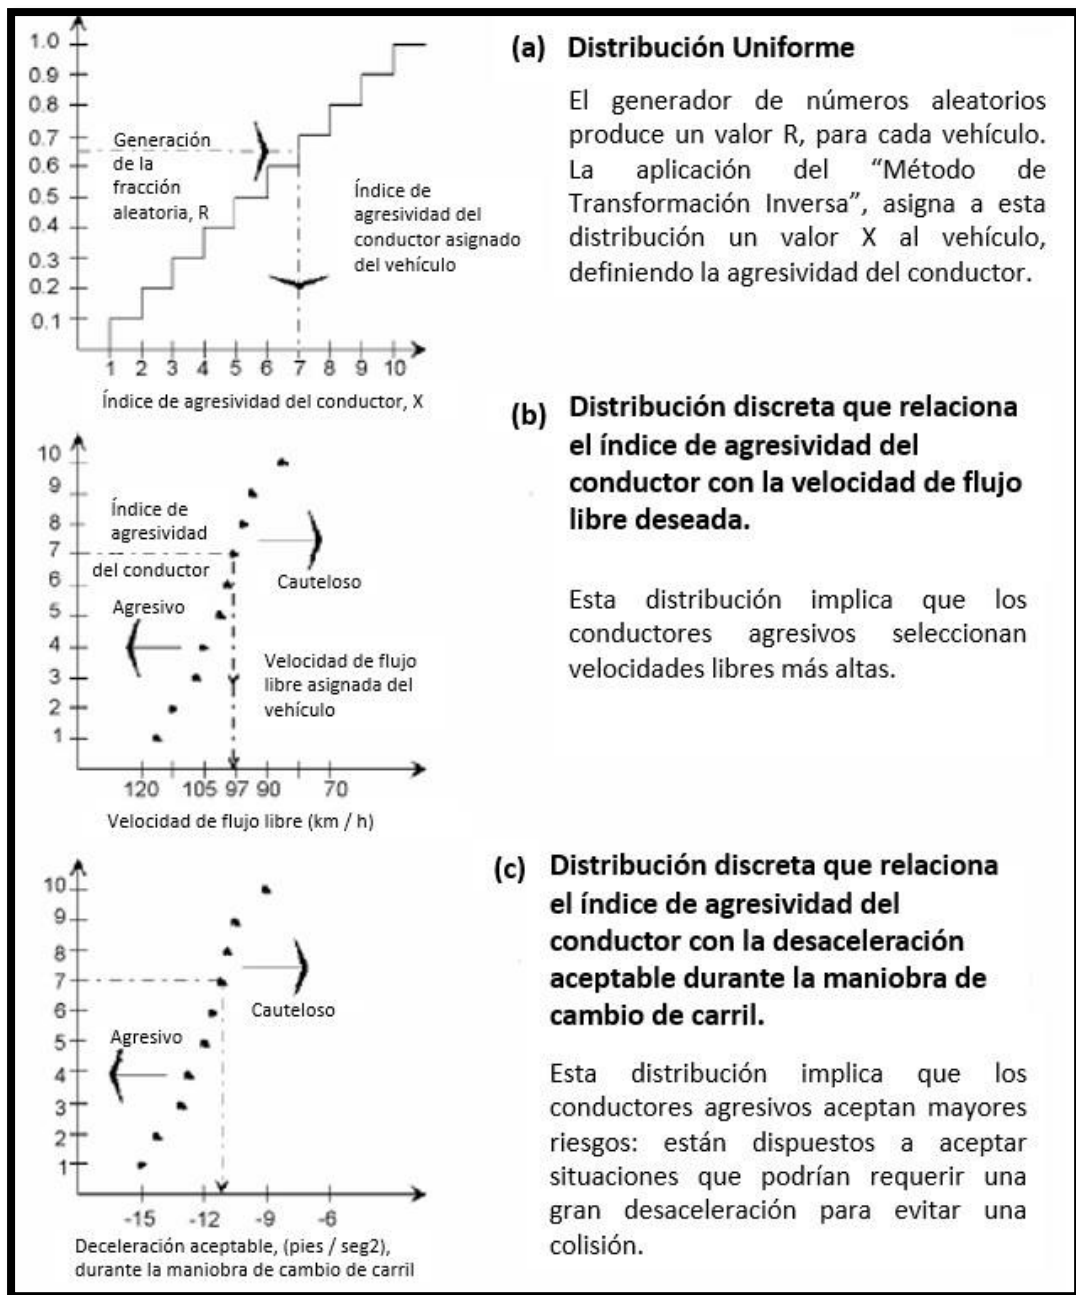 (a) Distribución Uniforme
El generador de números aleatorios
produce un valor R, para cada vehículo.
La aplicación del “Método de
Transformación Inversa”, asigna a esta
distribución un valor X al vehículo,
definiendo la agresividad del conductor.
1.0
0.9
0.8
0.7
0.6
0.5
0.4
0.3
0.2
0.1
Generación
de la
fracción
aleatoria, R
Índice de
agresividad del
conductor asignado
del vehículo
1 2 3 4 5 6 7 8 9 10
Índice de agresividad del conductor, X
(b) Distribución discreta que relaciona
el índice de agresividad del
conductor con la velocidad de flujo
libre deseada.
Esta distribución implica que los
conductores agresivos seleccionan
velocidades libres más altas.
10
9
8
7
6
5
4
3
2
1
Índice de
agresividad
del conductor
Agresivo
Cauteloso
Velocidad de flujo
libre asignada del
vehículo
120 105 97 90 70
Velocidad de flujo libre (km / h)
(c) Distribución discreta que relaciona
el índice de agresividad del
conductor con la desaceleración
aceptable durante la maniobra de
cambio de carril.
Esta distribución implica que los
conductores agresivos aceptan mayores
riesgos: están dispuestos a aceptar
situaciones que podrían requerir una
gran desaceleración para evitar una
colisión.
10
9
8
7
6
5
4
3
2
1
Agresivo
Cauteloso
-15 -12 -9 -6
Deceleración aceptable, (pies / seg2),
durante la maniobra de cambio de carril